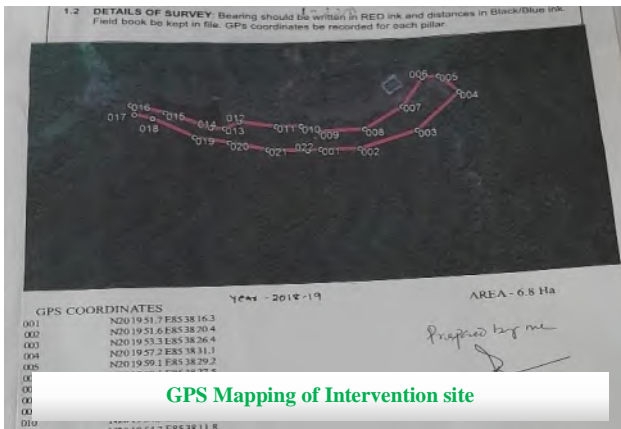 1.2 DETAILS OF SURVEY: Bearing should be written in RED ink and distances in Black/Blue ink.
Field book be kept in file. GPs coordinates be recorded for each pillar.
006 005
004
007
016
017 015 012
018 014 013 011 010 008 003
009
019 020 021 022 001 002
Year - 2018-19
AREA - 6.8 Ha
GPS COORDINATES
001 N20 19 51.7 E85 38 16.3
002 N20 19 51.6 E85 38 20.4
003 N20 19 53.3 E85 38 26.4
004 N20 19 57.2 E85 38 31.1
005 N20 19 59.1 E85 38 29.2
Prepared by me
GPS Mapping of Intervention site